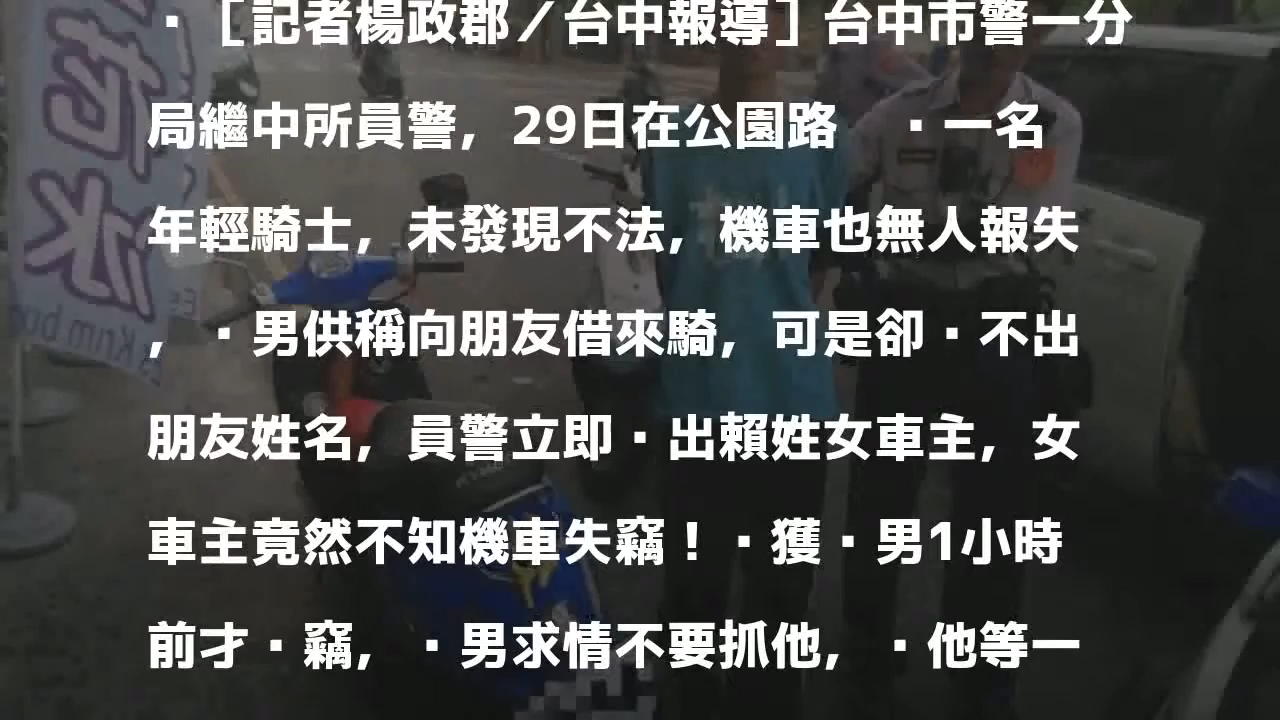 ・［記者楊政郡／台中報導］台中市警一分
局繼中所員警，29日在公園路　・一名
年輕騎士，未發現不法，機車也無人報失
，・男供稱向朋友借來騎，可是卻・不出
朋友姓名，員警立即・出賴姓女車主，女
車主竟然不知機車失竊！・獲・男1小時
前才・竊，・男求情不要抓他，・他等一